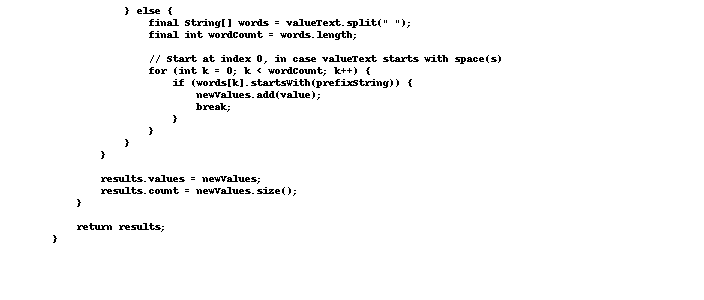 } else {
final String[] words = valueText.split(" ");
final int wordCount = words.length;
// Start at index 0, in case valueText starts with space(s)
for (int k = 0; k < wordCount; k++) {
if (words[k].startsWith(prefixString)) {
newValues.add(value);
break;
}
}
}
}
results.values = newValues;
results.count = newValues.size();
}
return results;
}